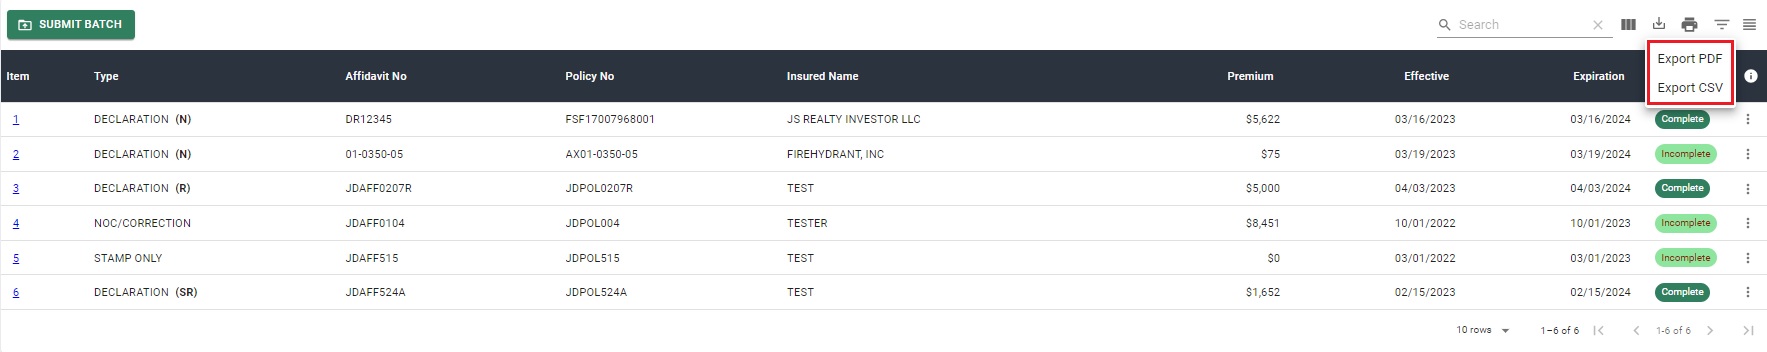 SUBMIT BATCH Search
Export PDF
Export CSV
Item Type Affidavit No Policy No Insured Name Premium Effective Expiration
1 DECLARATION (N) DR12345 FSF17007968001 JS REALTY INVESTOR LLC $5,622 03/16/2023 03/16/2024 Complete
2 DECLARATION (N) 01-0350-05 AX01-0350-05 FIREHYDRANT, INC $75 03/19/2023 03/19/2024 Incomplete
3 DECLARATION (R) JDAFF0207R JDPOL0207R TEST $5,000 04/03/2023 04/03/2024 Complete
4 NOC/CORRECTION JDAFF0104 JDPOL004 TESTER $8,451 10/01/2022 10/01/2023 Incomplete
5 STAMP ONLY JDAFF515 JDPOL515 TEST $0 03/01/2022 03/01/2023 Incomplete
6 DECLARATION (SR) JDAFF524A JDPOL524A TEST $1,652 02/15/2023 02/15/2024 Complete
10 rows 1–6 of 6 1-6 of 6